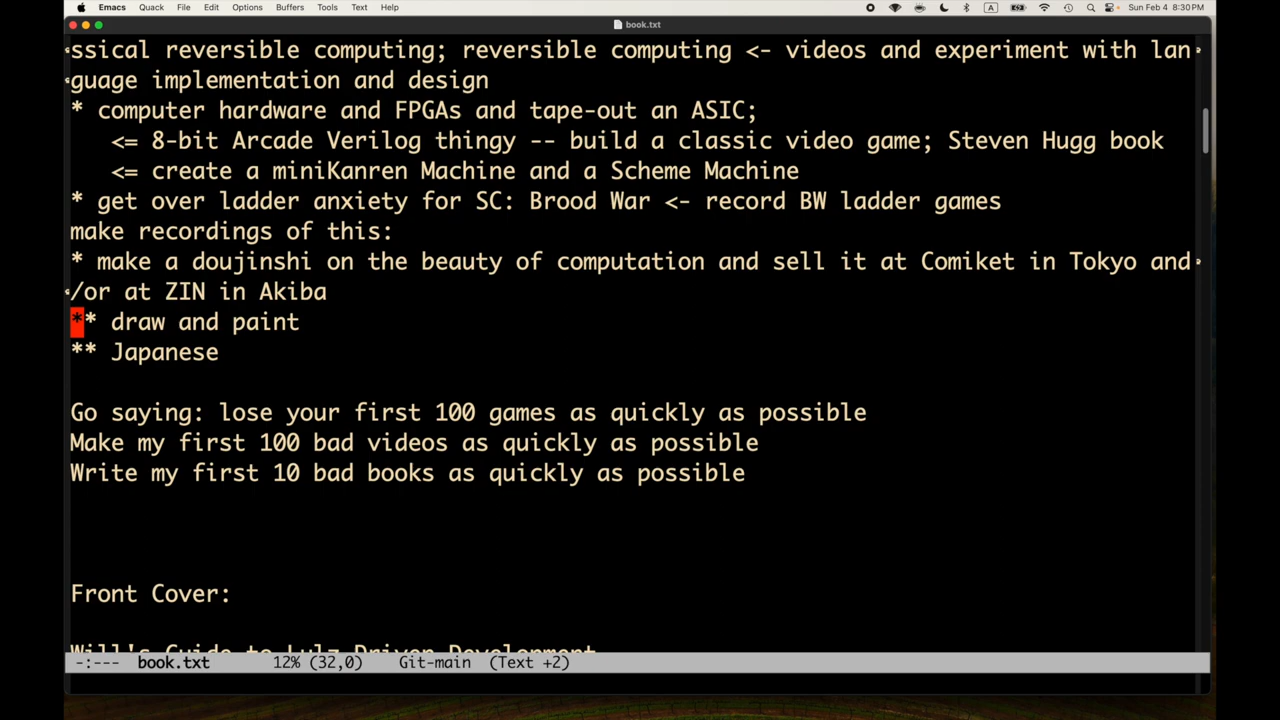 Emacs Quack File Edit Options Buffers Tools Text Help A Sun Feb 4 8:30 PM
book.txt
ssical reversible computing; reversible computing <- videos and experiment with lan
guage implementation and design
* computer hardware and FPGAs and tape-out an ASIC;
<= 8-bit Arcade Verilog thingy -- build a classic video game; Steven Hugg book
<= create a miniKanren Machine and a Scheme Machine
* get over ladder anxiety for SC: Brood War <- record BW ladder games
make recordings of this:
* make a doujinshi on the beauty of computation and sell it at Comiket in Tokyo and
/or at ZIN in Akiba
** draw and paint
** Japanese
Go saying: lose your first 100 games as quickly as possible
Make my first 100 bad videos as quickly as possible
Write my first 10 bad books as quickly as possible
Front Cover:
Will's Guide to Lulz Driven Development
-:--- book.txt 12% (32,0) Git-main (Text +2)